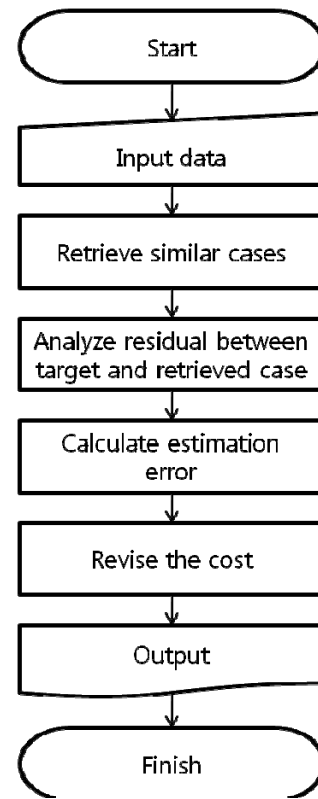 Start
Input data
Retrieve similar cases
Analyze residual between
target and retrieved case
Calculate estimation
error
Revise the cost
Output
Finish